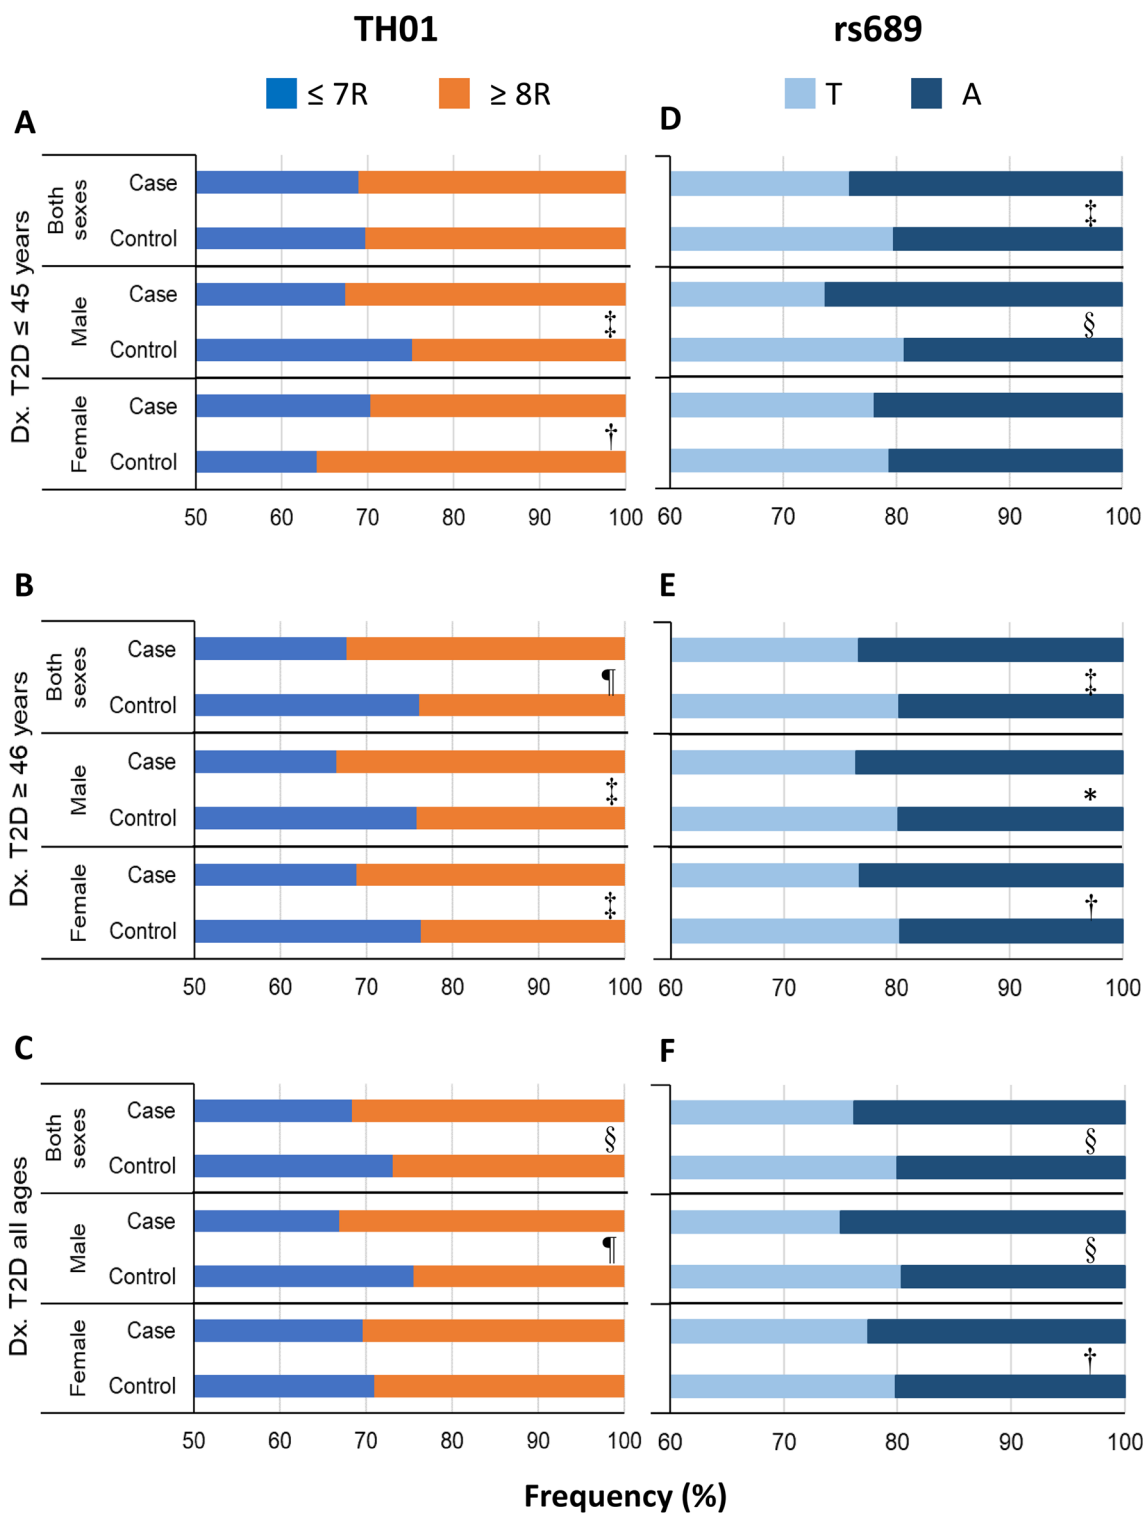 TH01
rs689
≤ 7R
≥ 8R
T
A
A
Dx. T2D ≤ 45 years
Both sexes
Case
Control
Male
Case
‡
Control
Female
Case
†
Control
50 60 70 80 90 100
D
‡
§
60 70 80 90 100
B
Dx. T2D ≥ 46 years
Both sexes
Case
¶
Control
Male
Case
‡
Control
Female
Case
‡
Control
50 60 70 80 90 100
E
‡
*
†
60 70 80 90 100
C
Dx. T2D all ages
Both sexes
Case
§
Control
Male
Case
¶
Control
Female
Case
Control
50 60 70 80 90 100
F
§
§
†
60 70 80 90 100
Frequency (%)